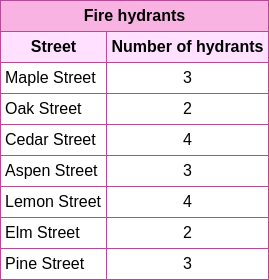 Fire hydrants
Street Number of hydrants
Maple Street 3
Oak Street 2
Cedar Street 4
Aspen Street 3
Lemon Street 4
Elm Street 2
Pine Street 3